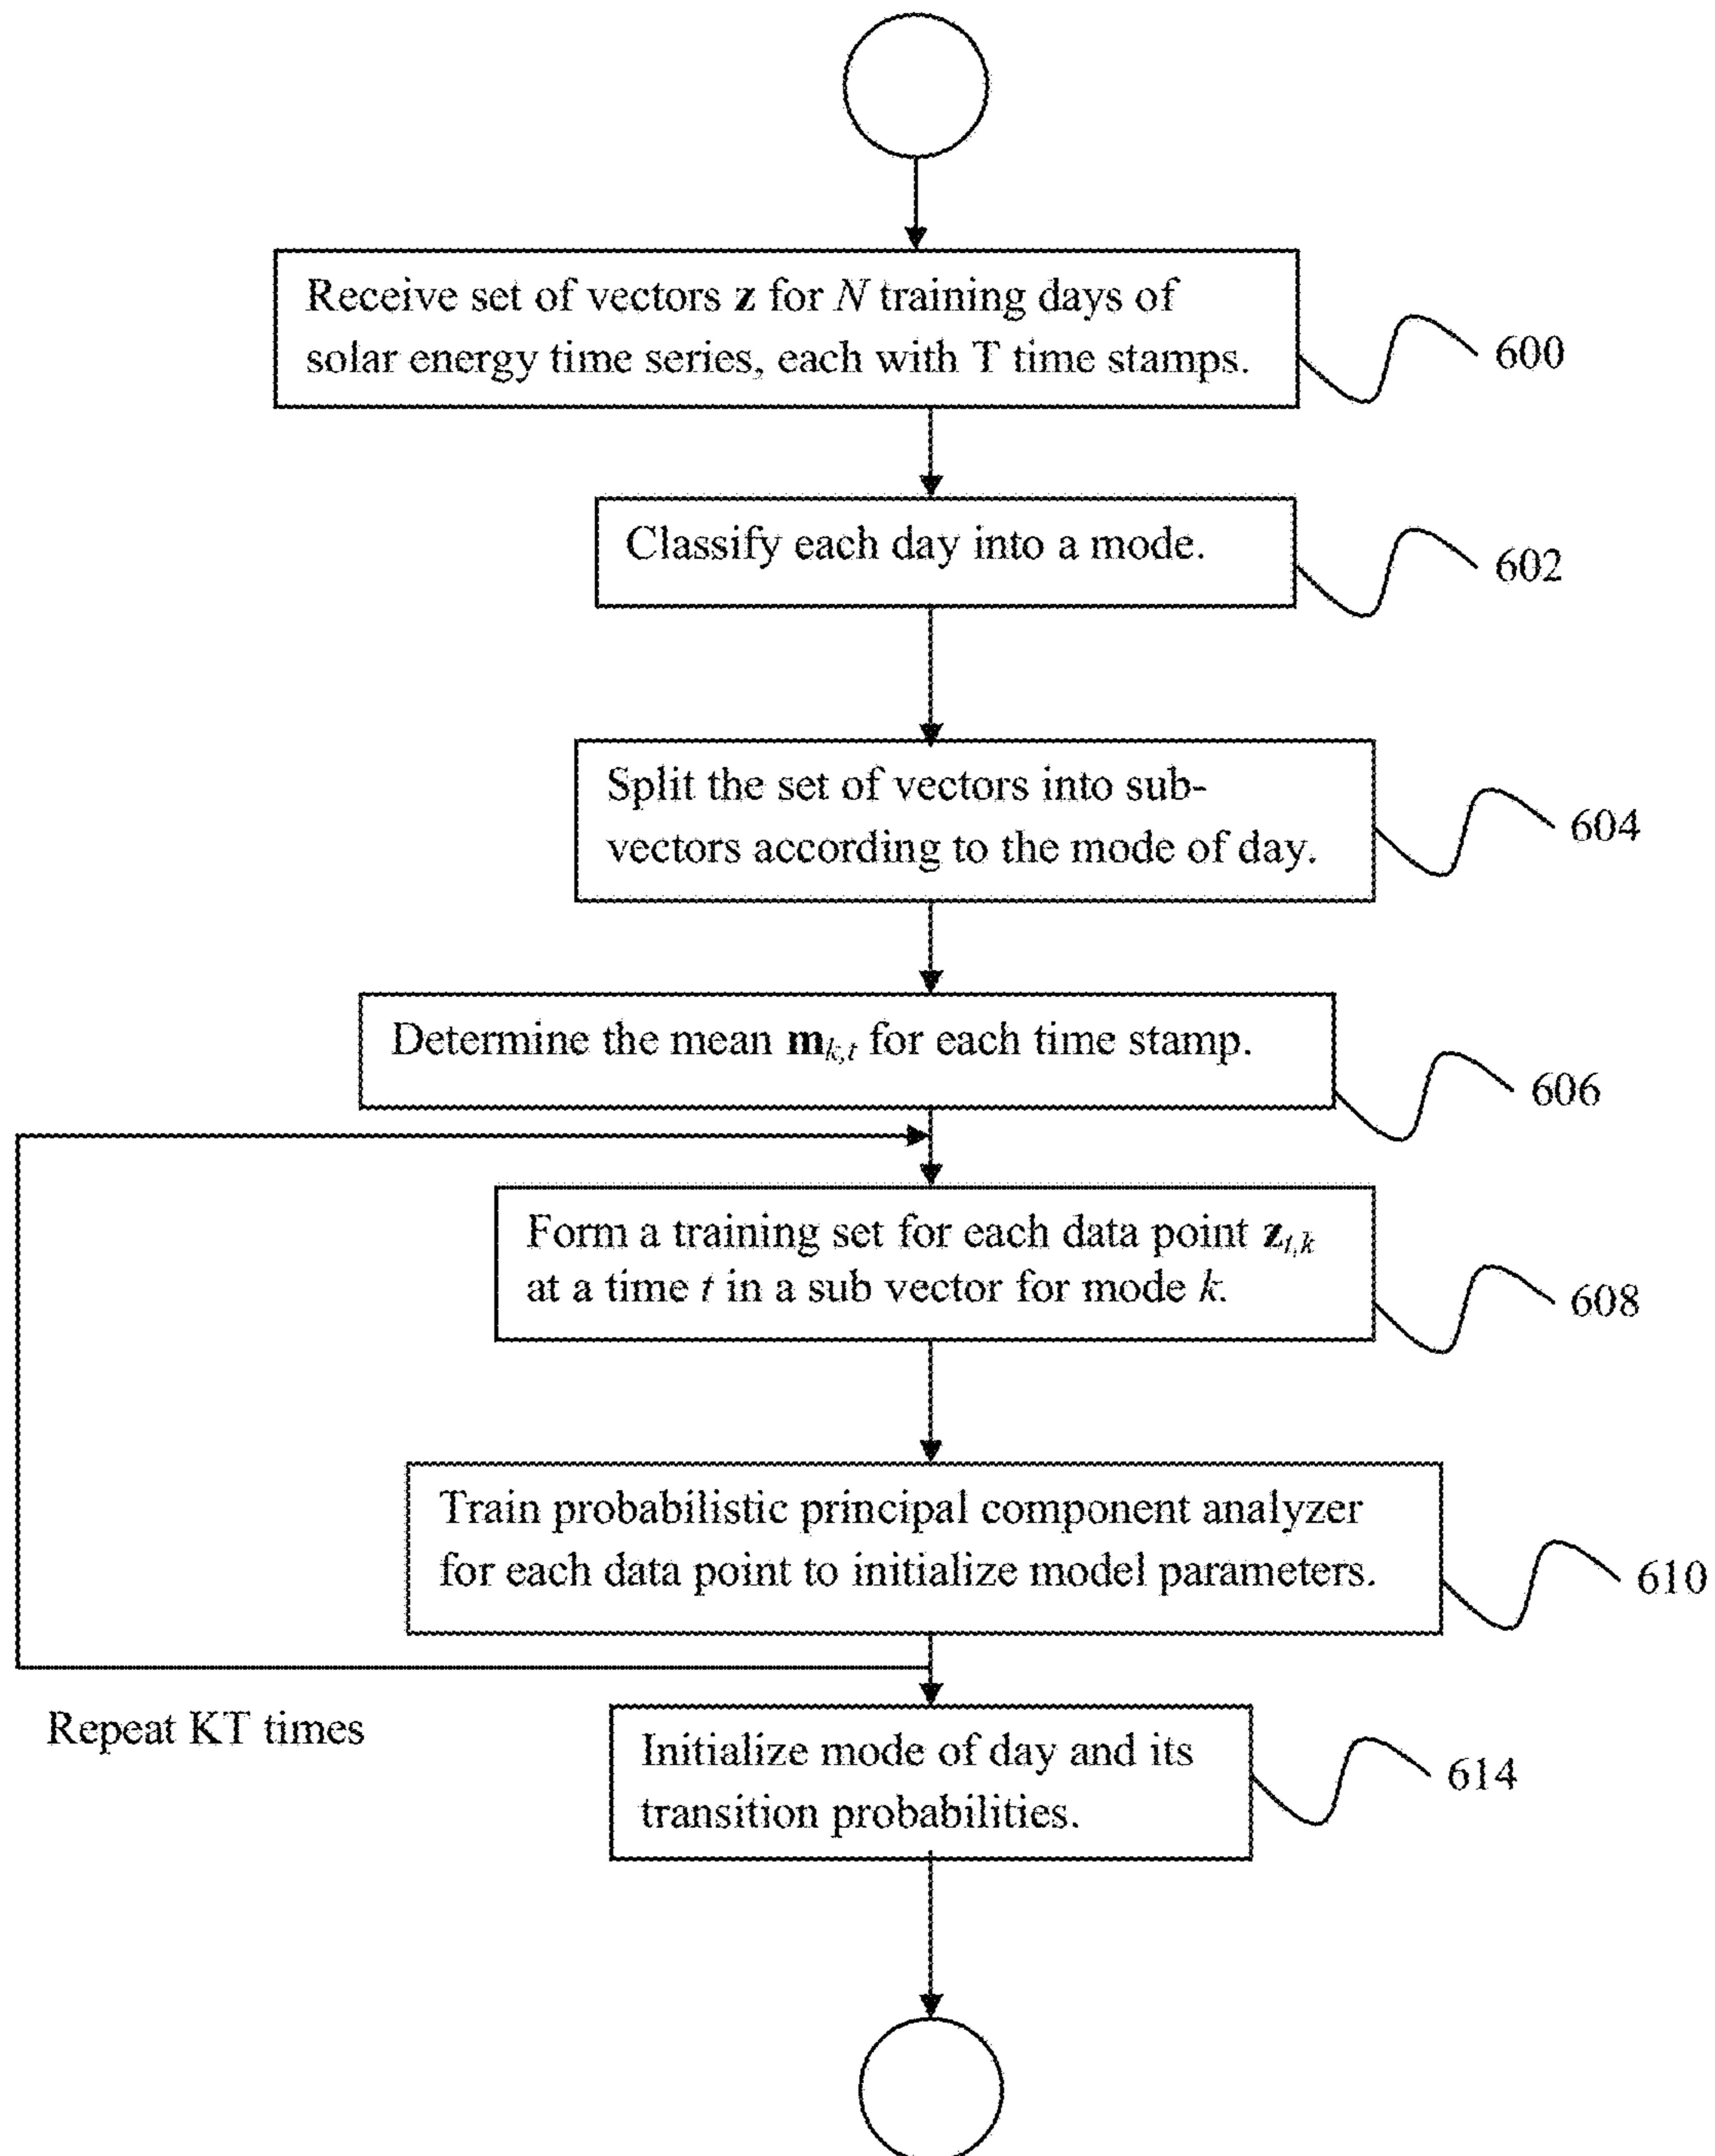 Receive set of vectors z for N training days of
solar energy time series, each with T time stamps.
600
Classify each day into a mode.
602
Split the set of vectors into sub-
vectors according to the mode of day.
604
Determine the mean m_{k,t} for each time stamp.
606
Form a training set for each data point z_{t,k}
at a time t in a sub vector for mode k.
608
Train probabilistic principal component analyzer
for each data point to initialize model parameters.
610
Repeat KT times
Initialize mode of day and its
transition probabilities.
614